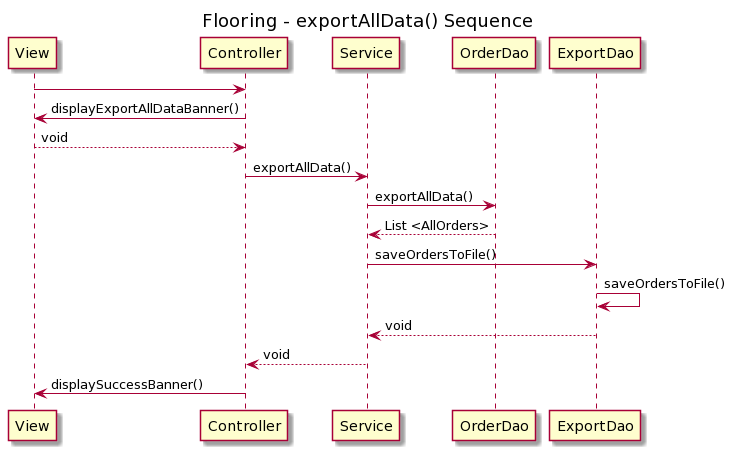 Flooring - exportAllData() Sequence
View Controller Service OrderDao ExportDao
displayExportAllDataBanner()
void
exportAllData()
exportAllData()
List <AllOrders>
saveOrdersToFile()
saveOrdersToFile()
void
void
displaySuccessBanner()
View Controller Service OrderDao ExportDao